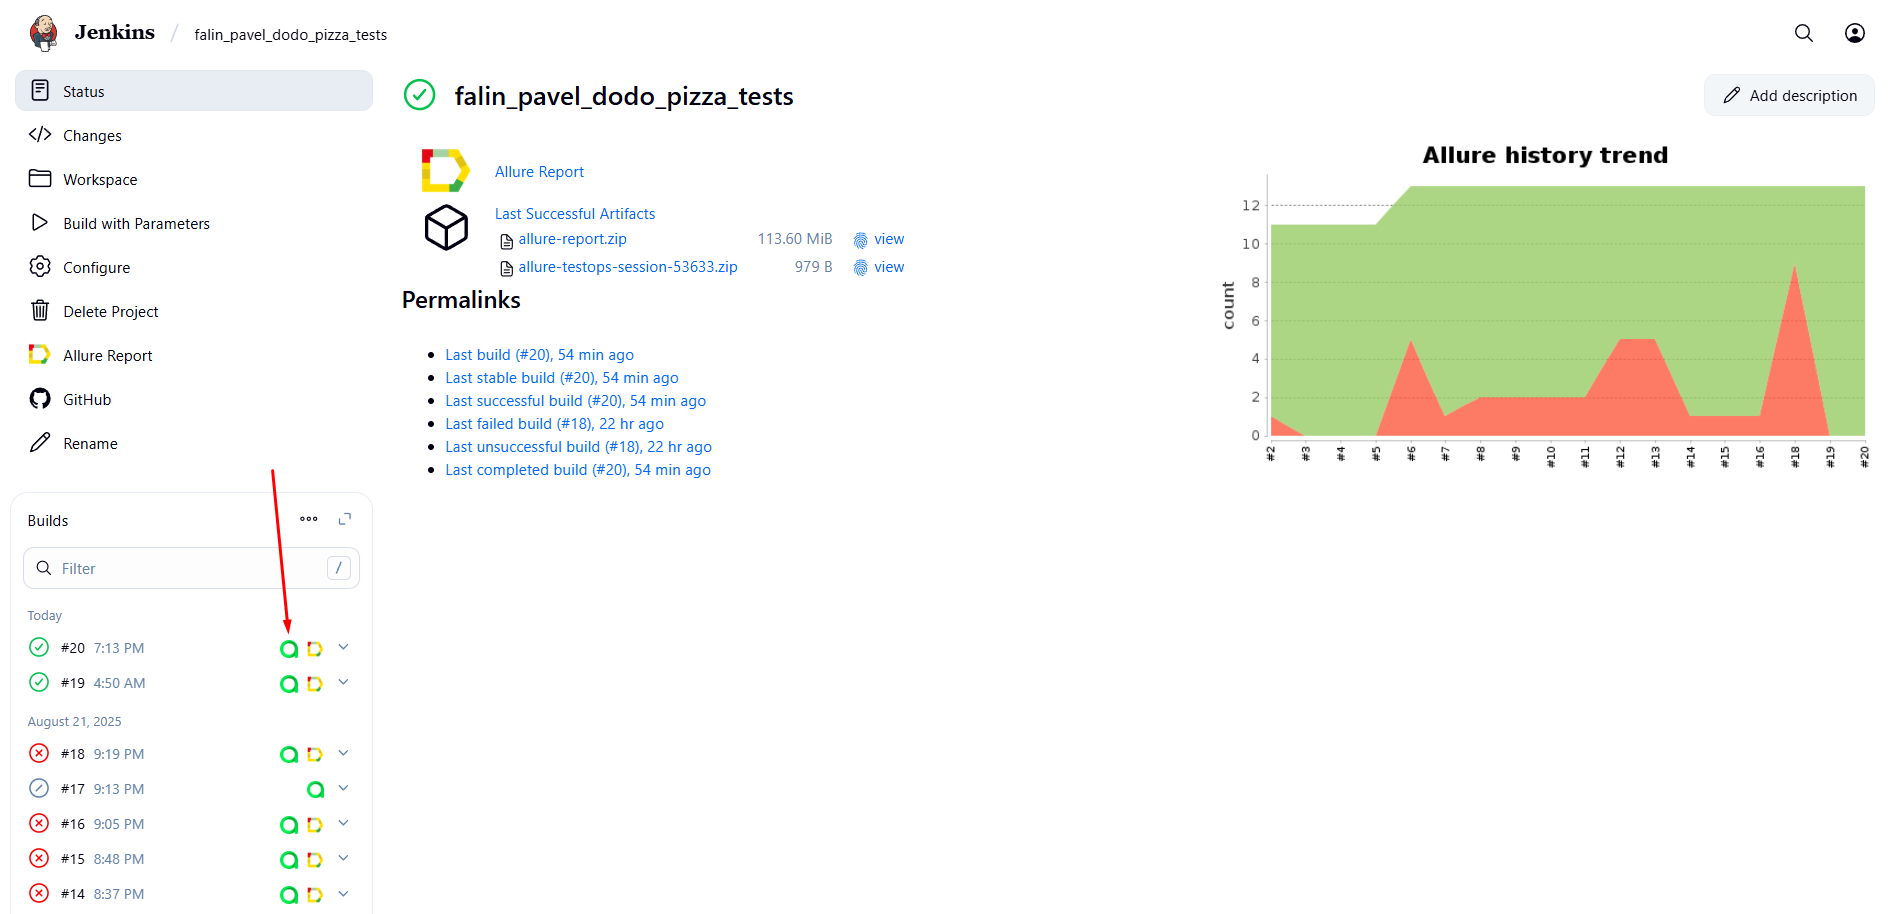 Jenkins / falin_pavel_dodo_pizza_tests
Status
Changes
Workspace
Build with Parameters
Configure
Delete Project
Allure Report
GitHub
Rename
Builds
Filter /
Today
#20 7:13 PM
#19 4:50 AM
August 21, 2025
#18 9:19 PM
#17 9:13 PM
#16 9:05 PM
#15 8:48 PM
#14 8:37 PM
falin_pavel_dodo_pizza_tests
Add description
Allure Report
Last Successful Artifacts
allure-report.zip 113.60 MiB view
allure-testops-session-53633.zip 979 B view
Permalinks
Last build (#20), 54 min ago
Last stable build (#20), 54 min ago
Last successful build (#20), 54 min ago
Last failed build (#18), 22 hr ago
Last unsuccessful build (#18), 22 hr ago
Last completed build (#20), 54 min ago
Allure history trend
count
12
10
8
6
4
2
0
#2 #3 #4 #5 #6 #7 #8 #9 #10 #11 #12 #13 #14 #15 #16 #18 #19 #20